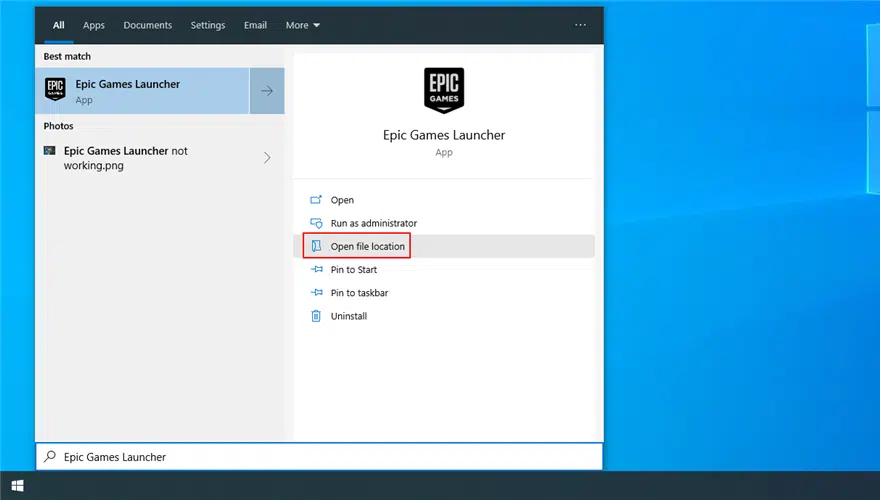 All Apps Documents Settings Email More ...
Best match
Epic Games Launcher
App
Photos
Epic Games Launcher not
working.png
EPIC
GAMES
EPIC
GAMES
Epic Games Launcher
App
Open
Run as administrator
Open file location
Pin to Start
Pin to taskbar
Uninstall
Epic Games Launcher